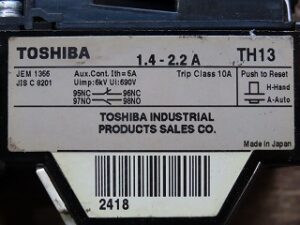 TOSHIBA 1.4 - 2.2 A TH13
JEM 1356 Aux.Cont. Ith=5A Trip Class 10A Push to Reset
JIS C 8201 Uimp:6kV Ui:690V H-Hand
95NC 96NC A-Auto
97NO 98NO
TOSHIBA INDUSTRIAL
PRODUCTS SALES CO.
Made in Japan
2418